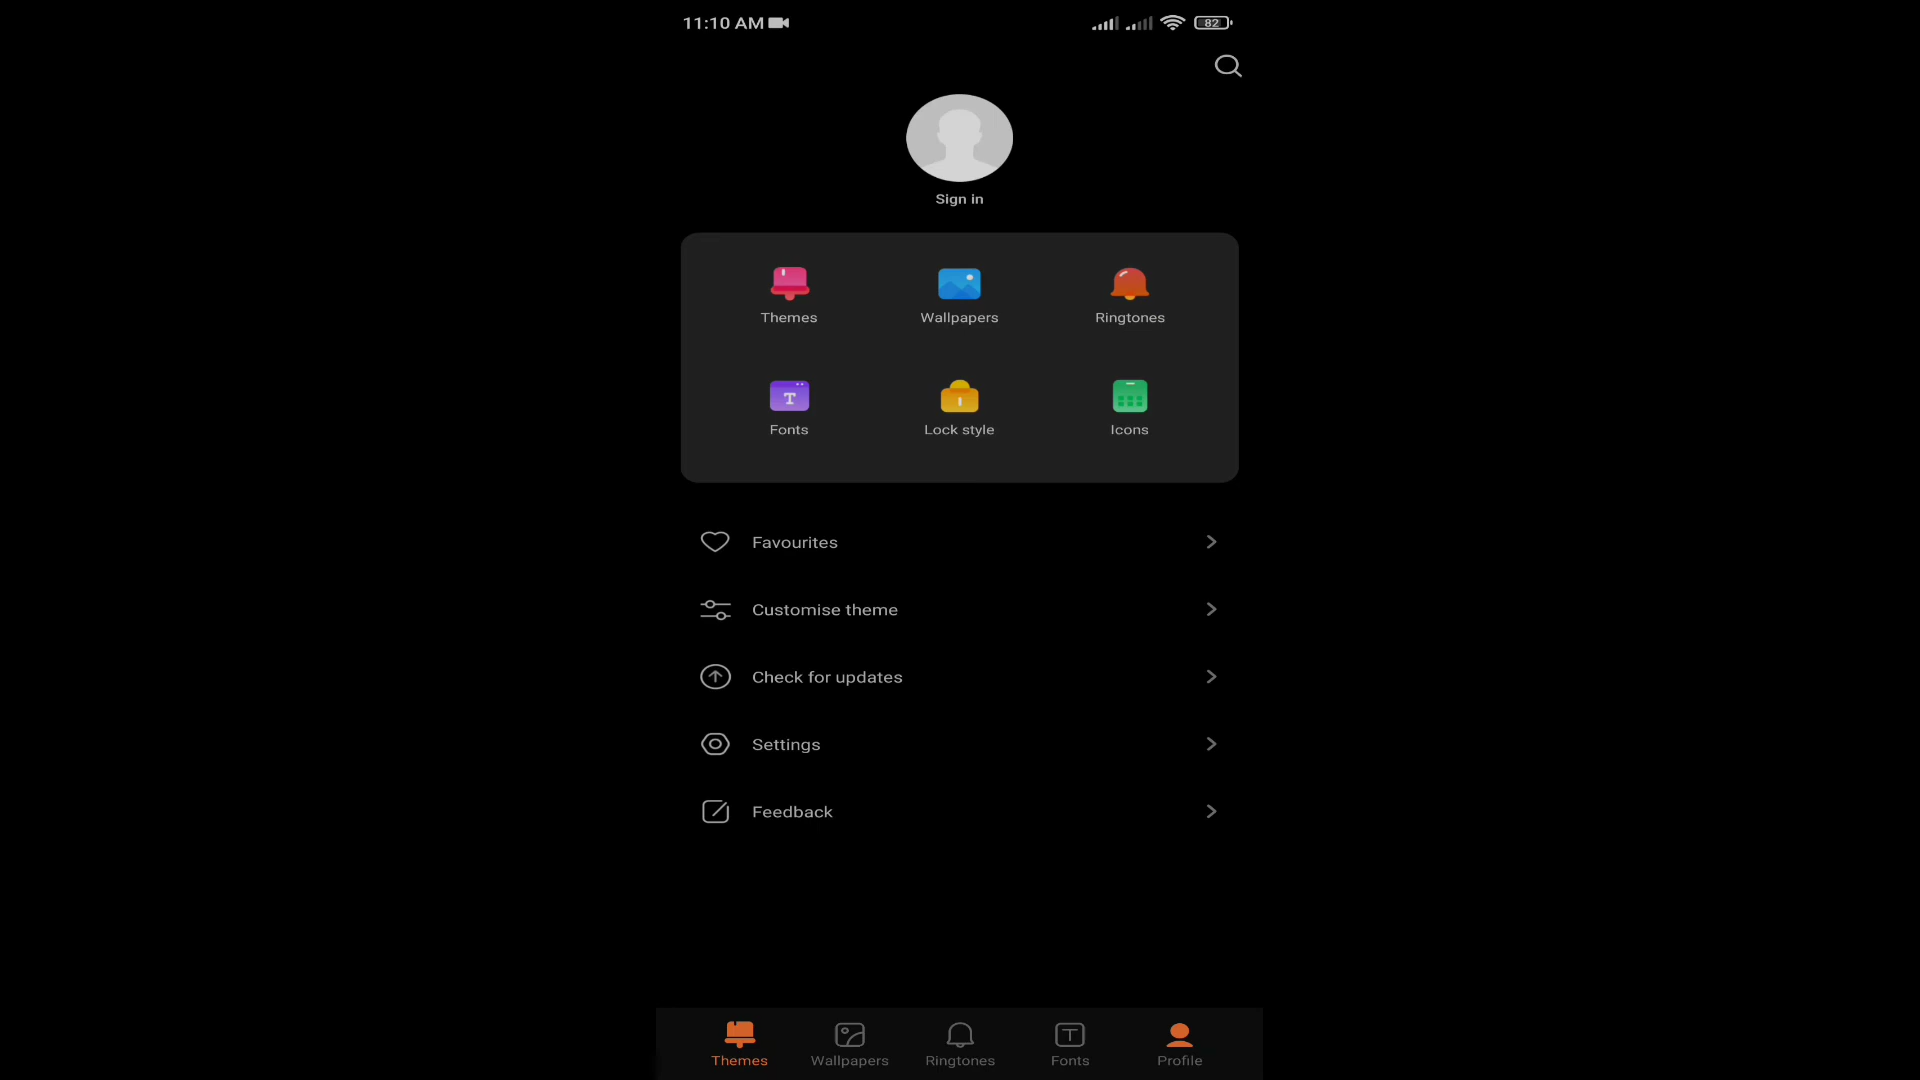 11:10 AM
82
Sign in
Themes
Wallpapers
Ringtones
Fonts
Lock style
Icons
Favourites
Customise theme
Check for updates
Settings
Feedback
Themes
Wallpapers
Ringtones
Fonts
Profile